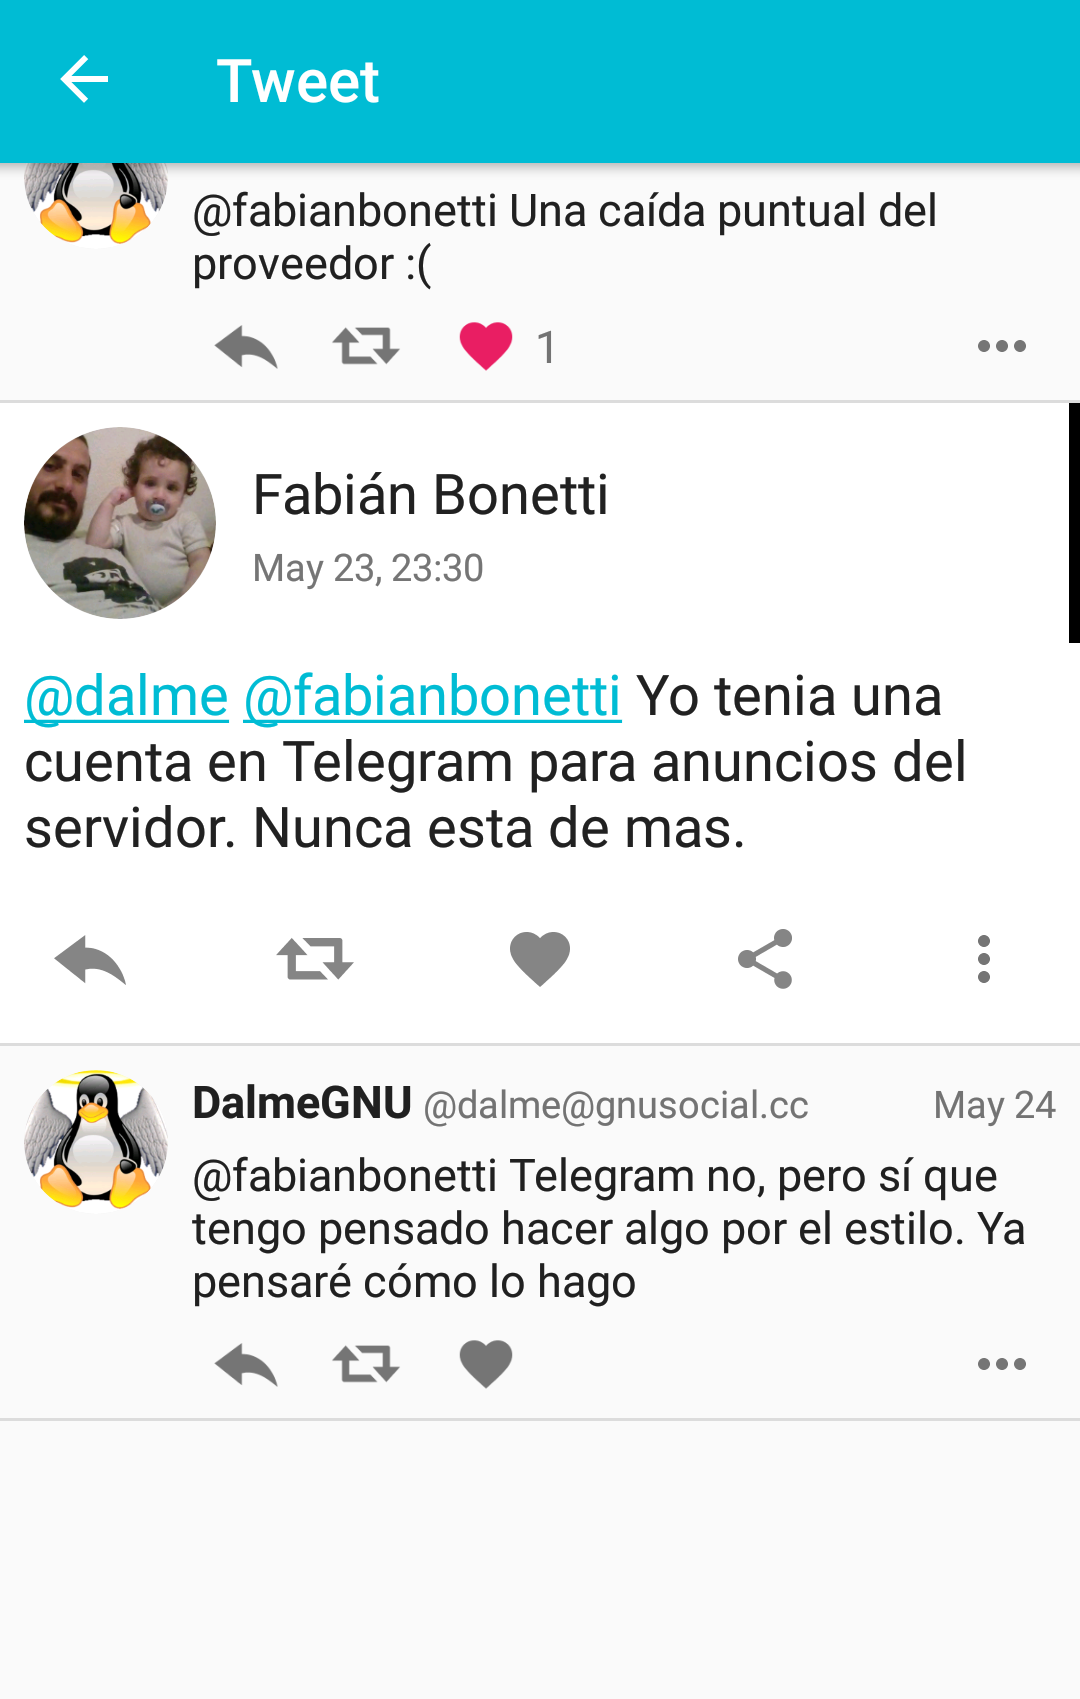 Tweet
@fabianbonetti Una caída puntual del
proveedor :(
1
Fabián Bonetti
May 23, 23:30
@dalme @fabianbonetti Yo tenia una
cuenta en Telegram para anuncios del
servidor. Nunca esta de mas.
DalmeGNU @dalme@gnusocial.cc May 24
@fabianbonetti Telegram no, pero sí que
tengo pensado hacer algo por el estilo. Ya
pensaré cómo lo hago